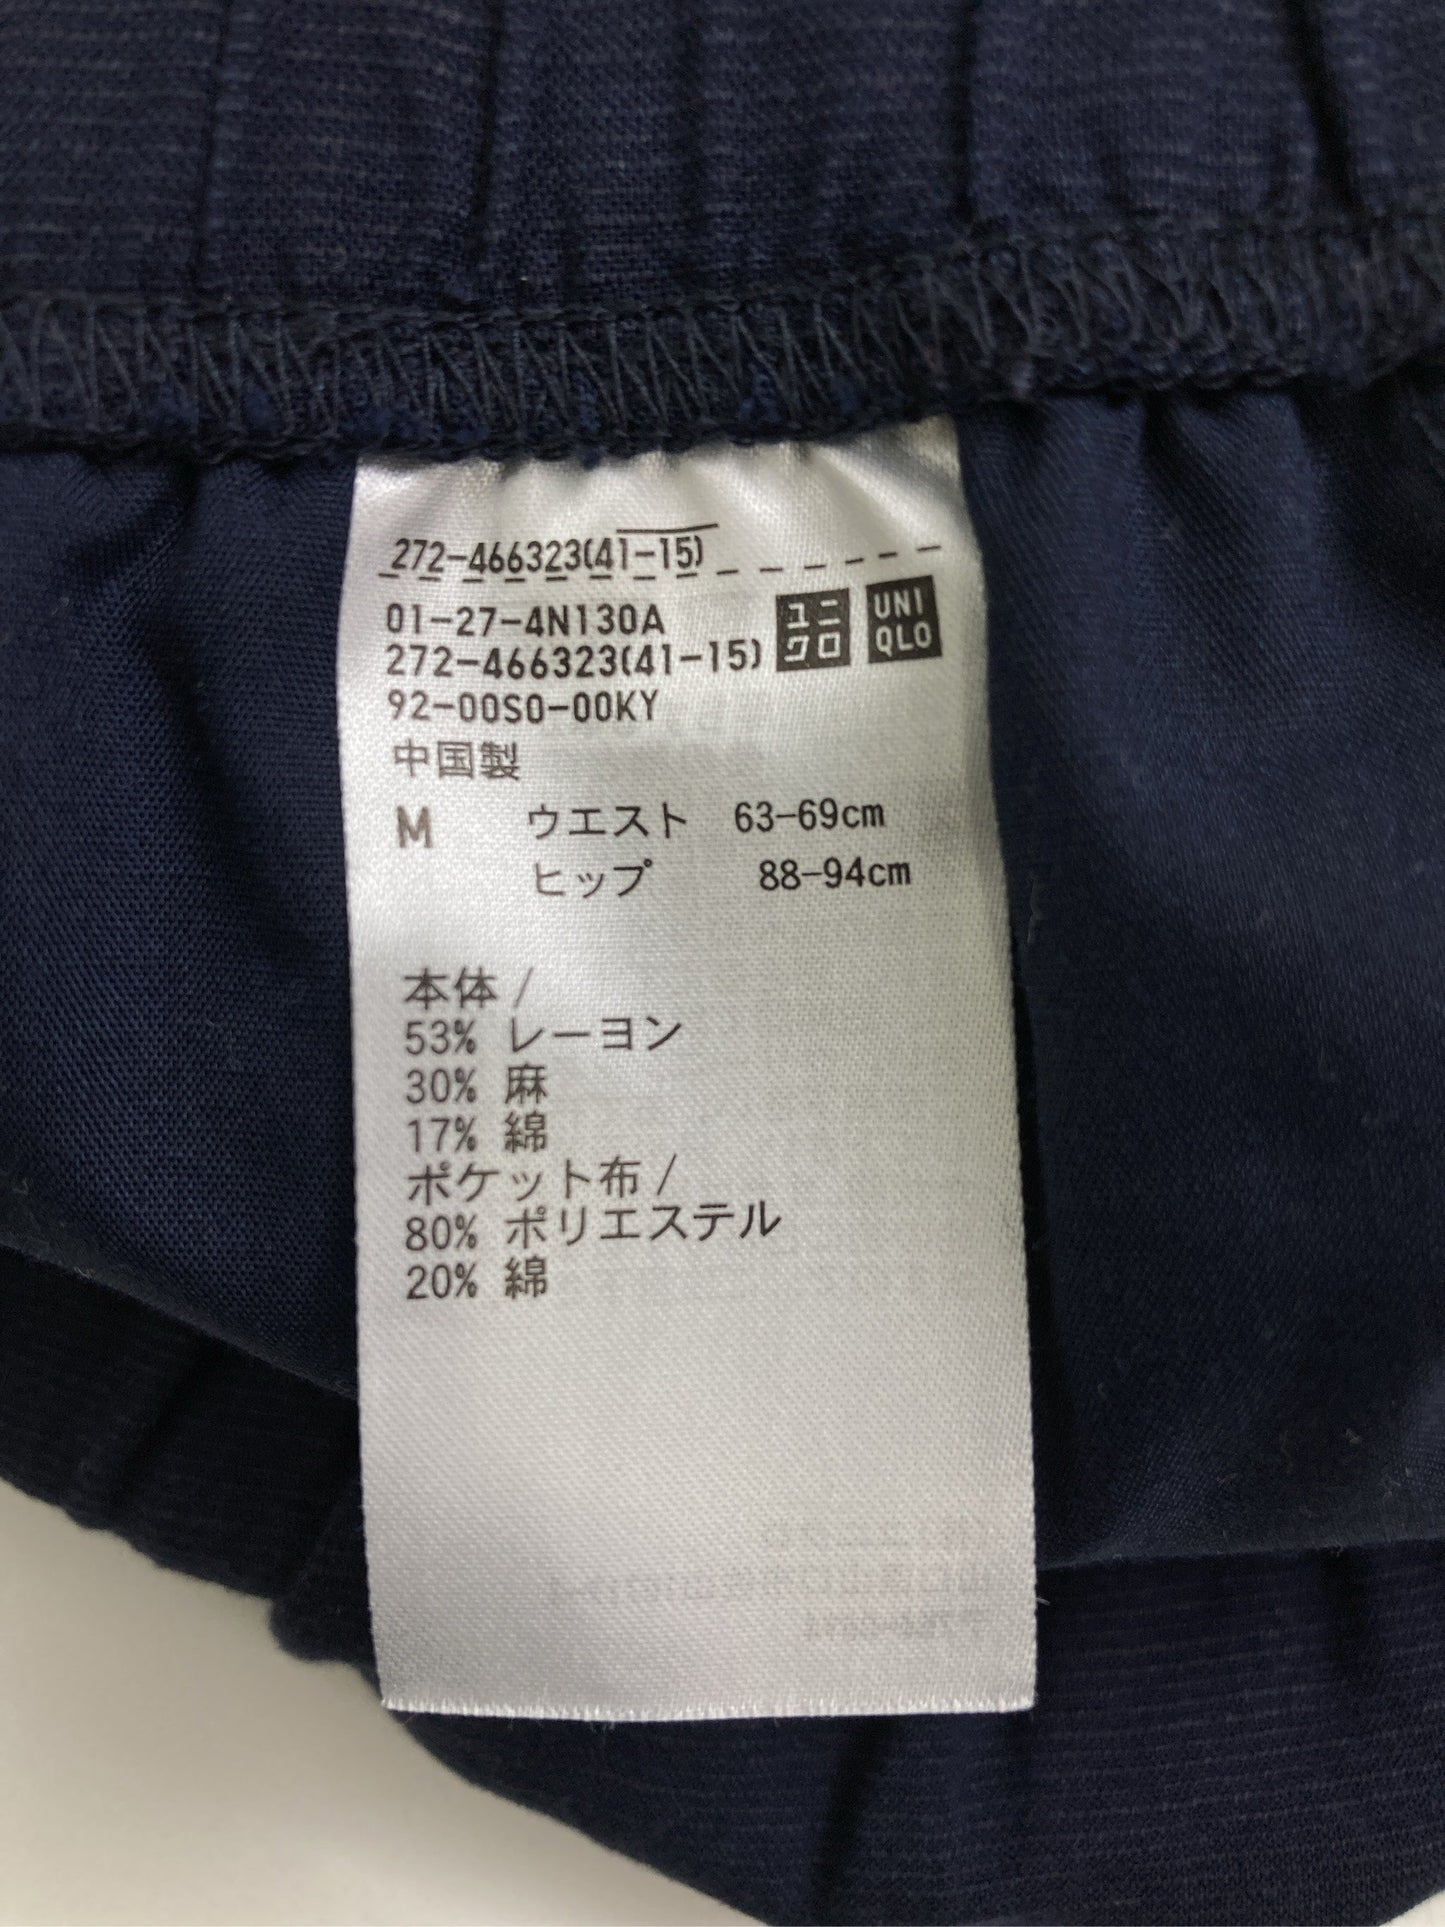 272-466323(41-15)
01-27-4N130A
272-466323(41-15)
92-00S0-00KY
ユニ
クロ
UNI
QLO
中国製
M ウエスト 63-69cm
ヒップ 88-94cm
本体 /
53% レーヨン
30% 麻
17% 綿
ポケット布 /
80% ポリエステル
20% 綿